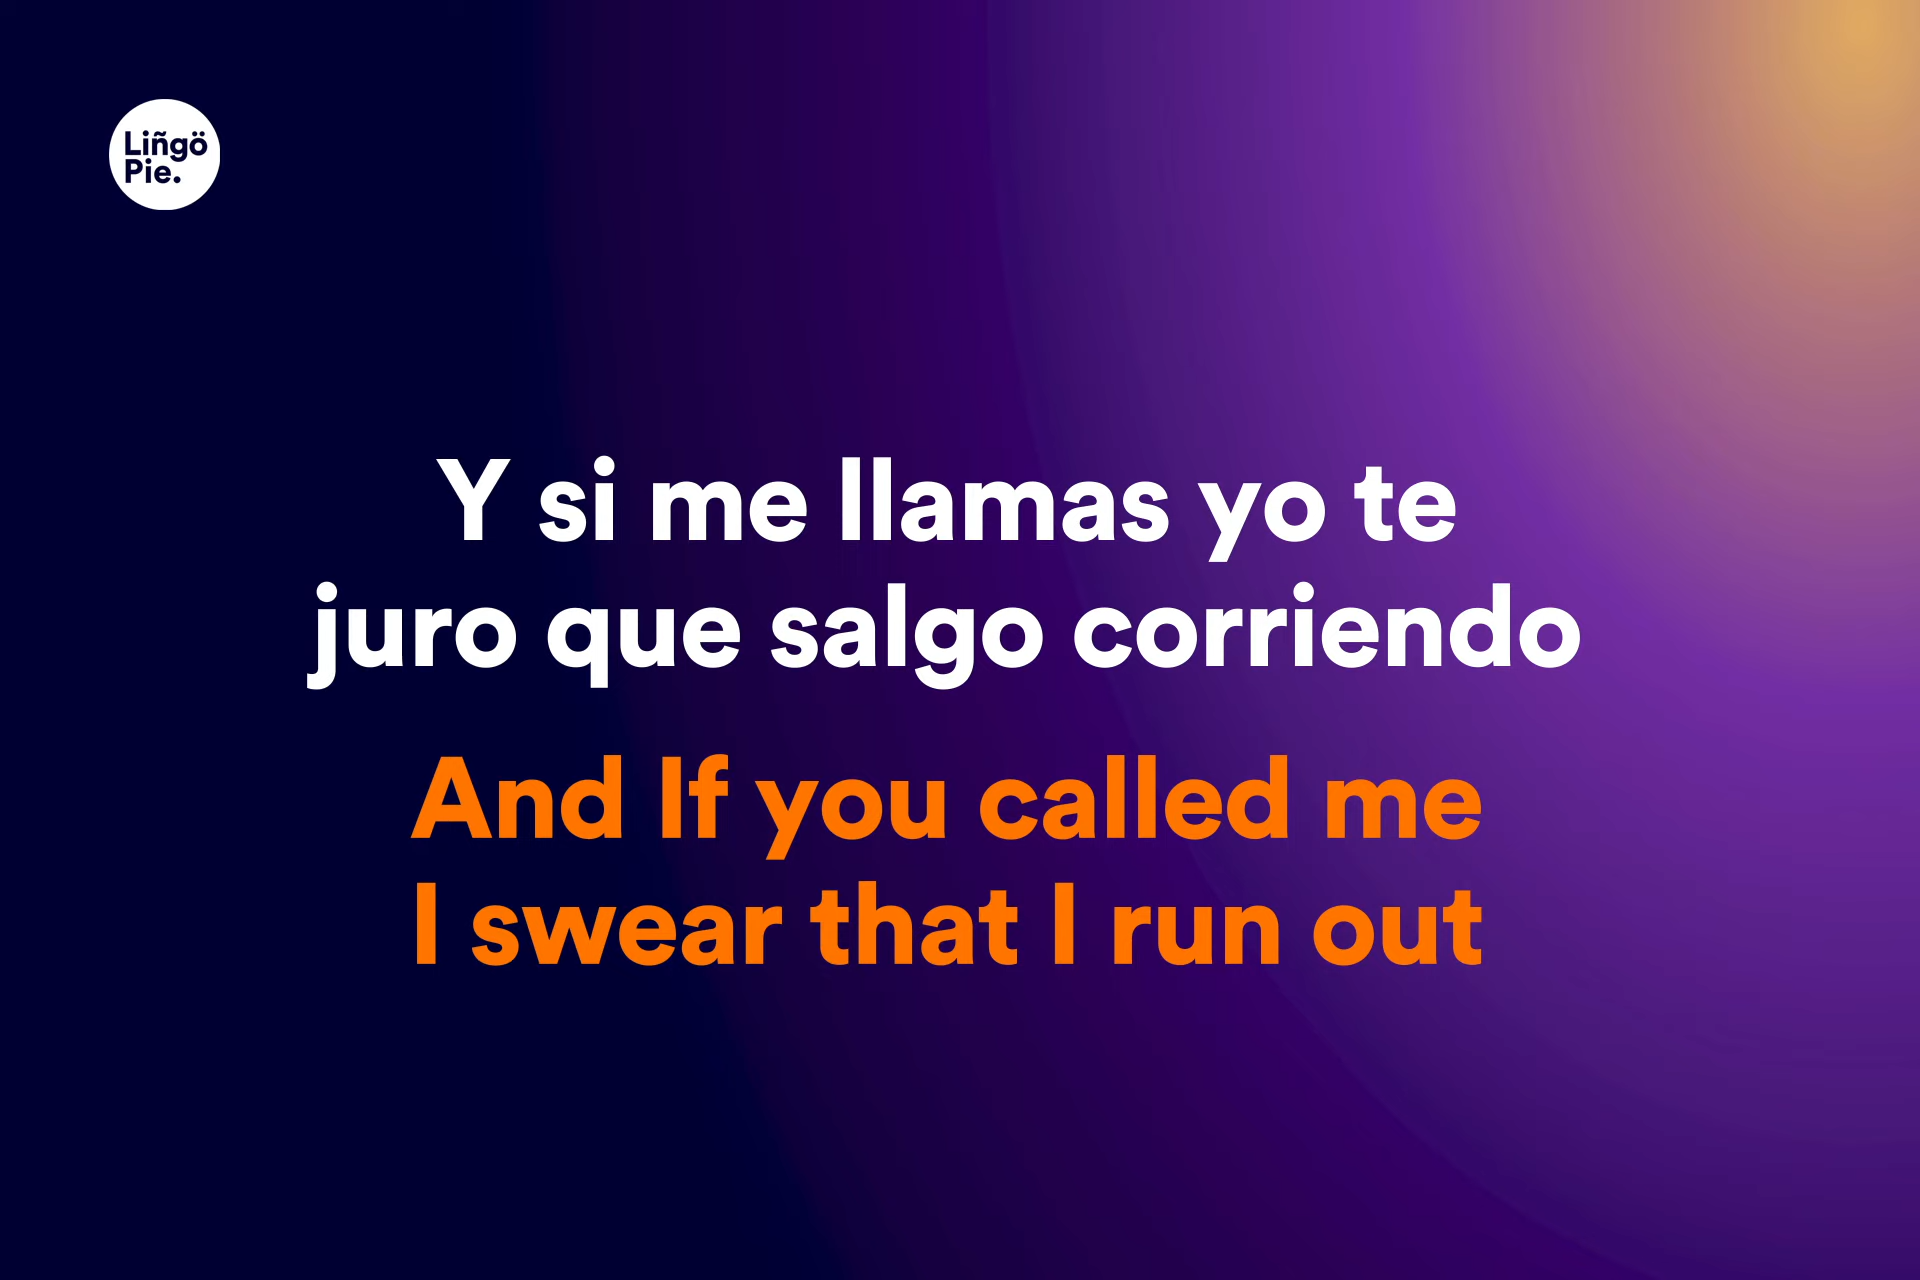 Liñgö
Pie.
Y si me llamas yo te
juro que salgo corriendo
And If you called me
I swear that I run out